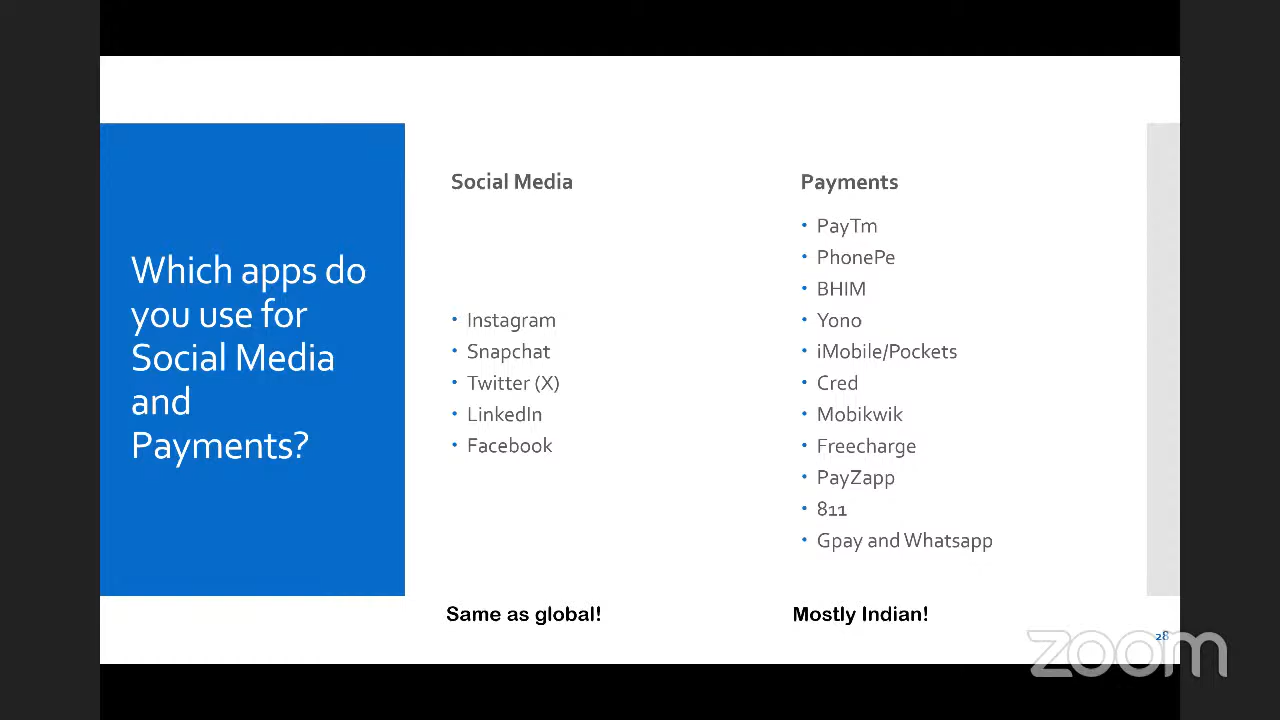 Which apps do
you use for
Social Media
and
Payments?
Social Media
• Instagram
• Snapchat
• Twitter (X)
• LinkedIn
• Facebook
Same as global!
Payments
• PayTm
• PhonePe
• BHIM
• Yono
• iMobile/Pockets
• Cred
• Mobikwik
• Freecharge
• PayZapp
• 811
• Gpay and Whatsapp
Mostly Indian!
28
zoom